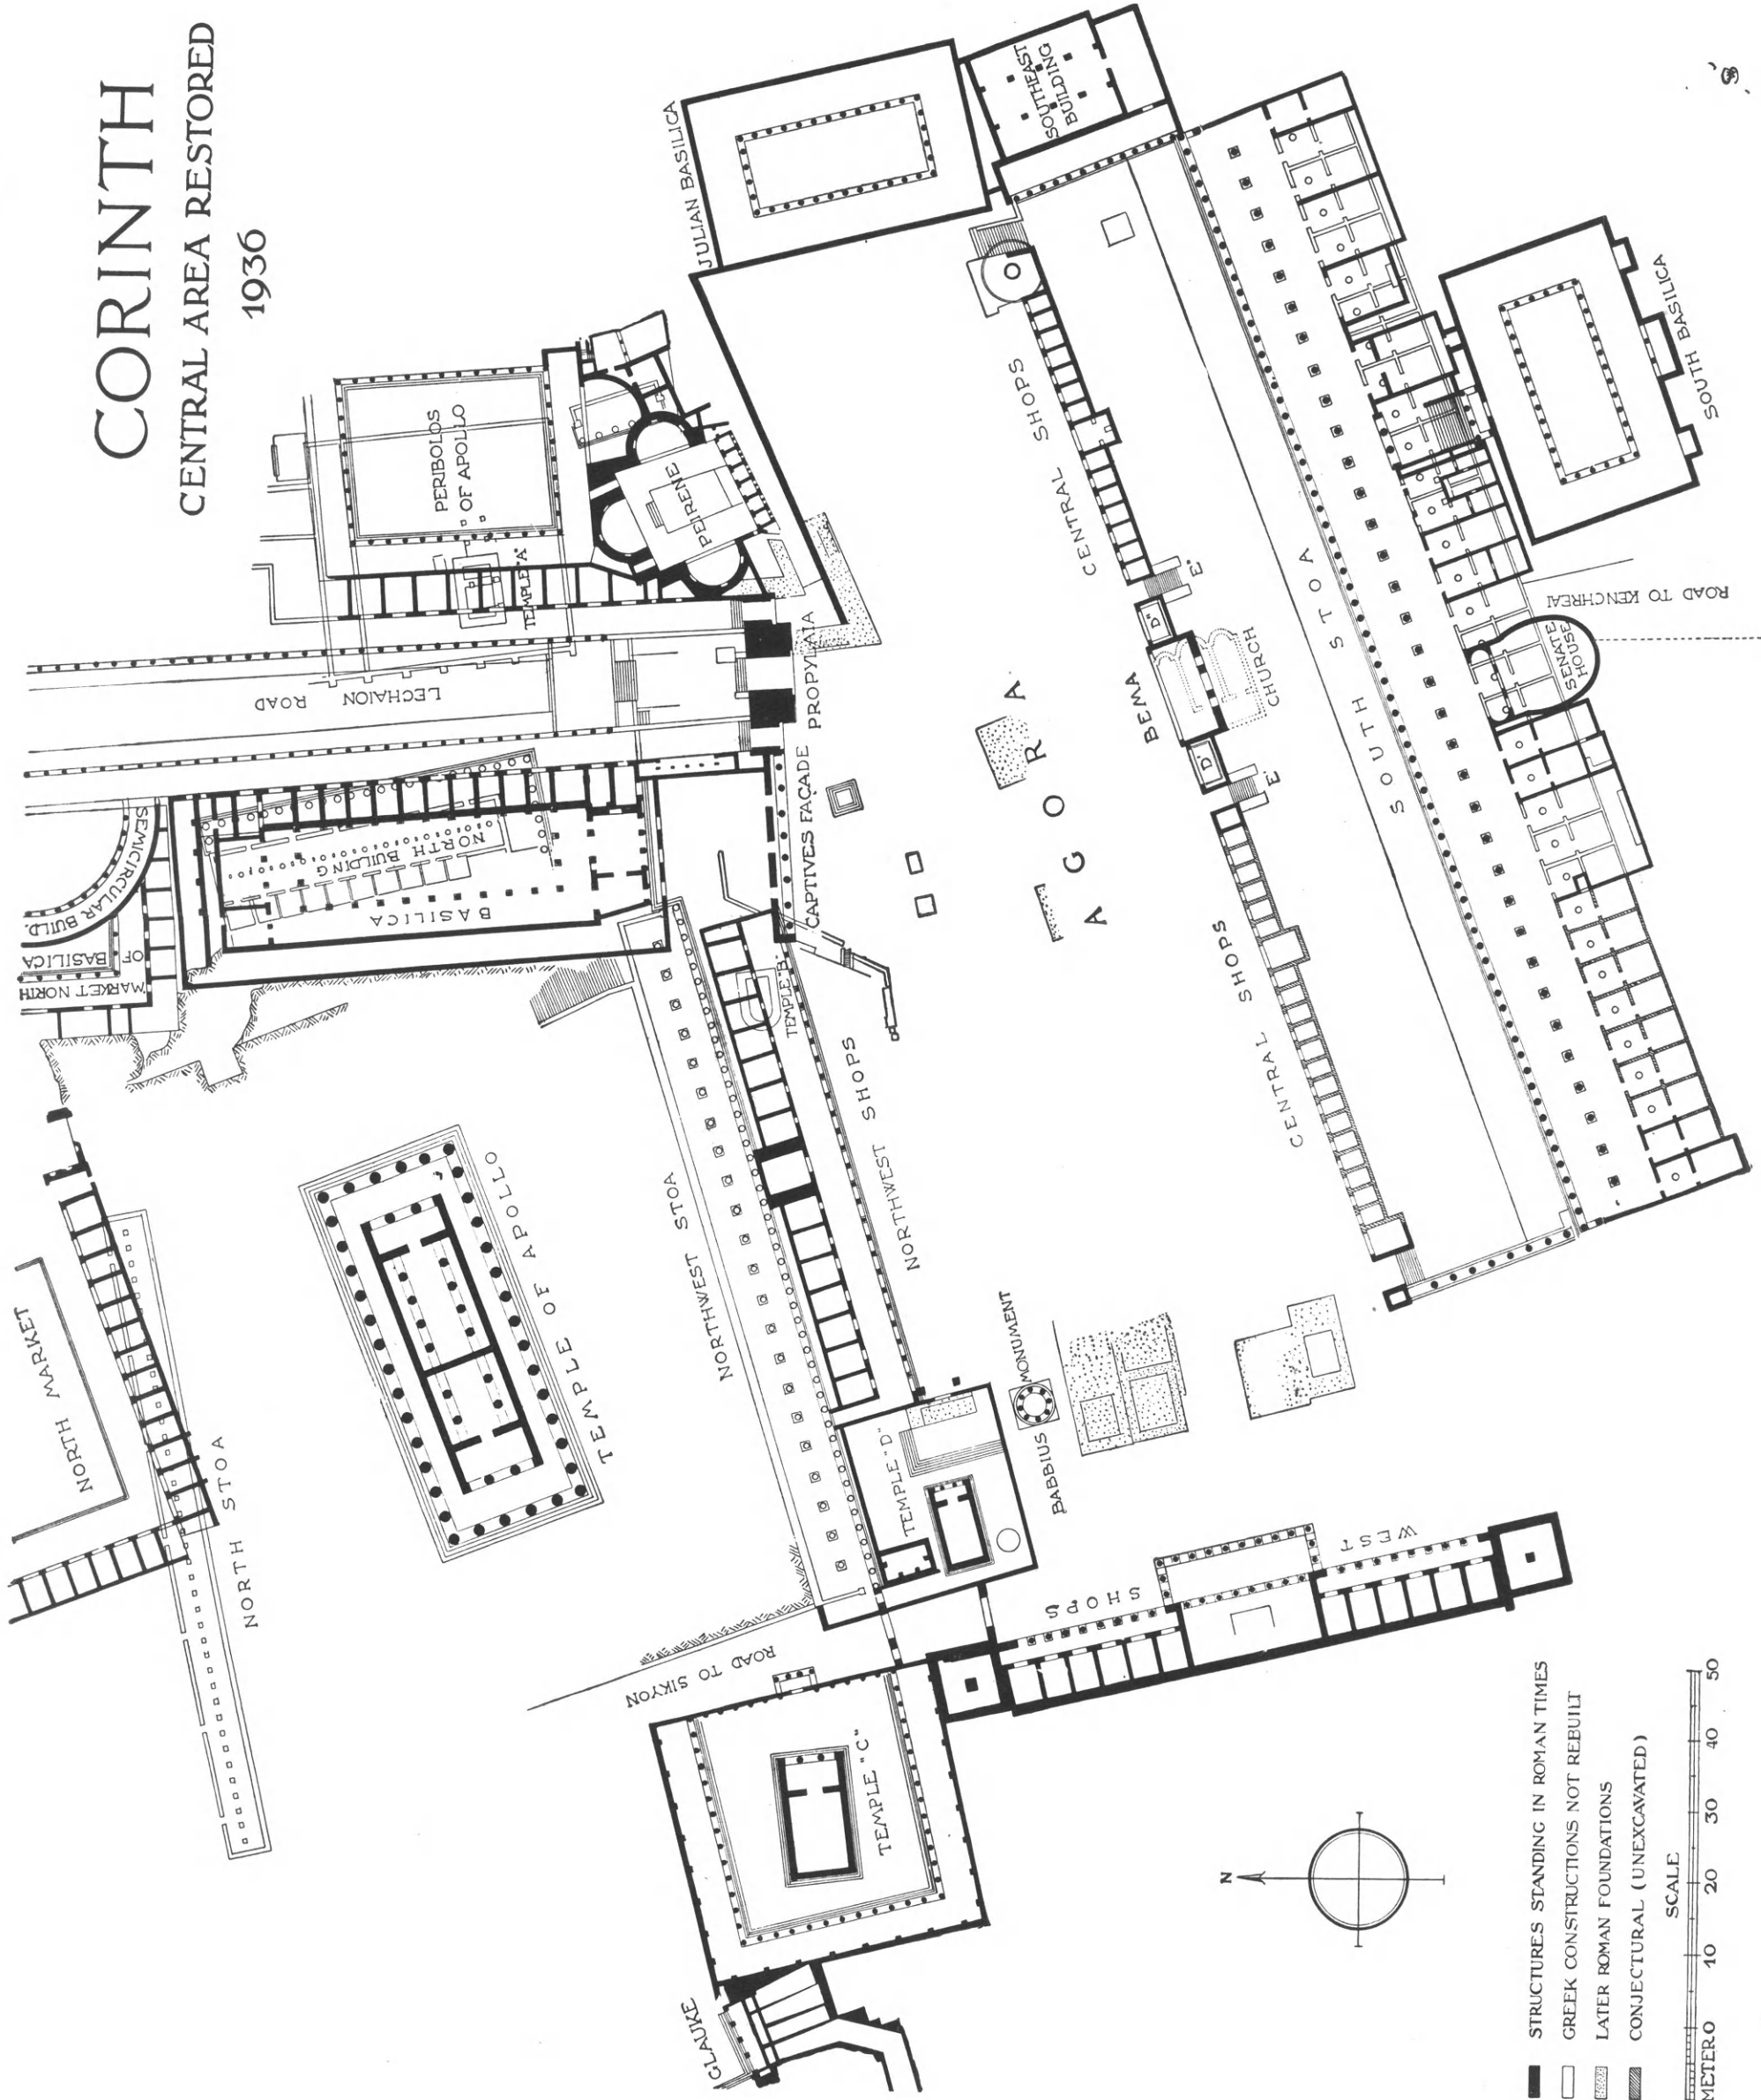 CORINTH
CENTRAL AREA RESTORED
1936
NORTH MARKET
NORTH STOA
MARKET NORTH
OF BASILICA
SEMICIRCULAR BUILD.
BASILICA
NORTH BUILDING
LECHAION ROAD
PERIBOLOS
OF APOLLO
TEMPLE "A"
PEIRENE
PROPYLAIA
CAPTIVES FAÇADE
JULIAN BASILICA
SOUTHEAST
BUILDING
TEMPLE OF APOLLO
NORTHWEST STOA
TEMPLE "B"
NORTHWEST SHOPS
AGORA
CENTRAL SHOPS
BEMA
D'
D"
E'
E"
CHURCH
CENTRAL SHOPS
SOUTH STOA
SOUTH BASILICA
ROAD TO KENCHREAI
SENATE
HOUSE
GLAUKE
TEMPLE "C"
ROAD TO SIKYON
TEMPLE "D"
BABBIUS MONUMENT
WEST SHOPS
N
STRUCTURES STANDING IN ROMAN TIMES
GREEK CONSTRUCTIONS NOT REBUILT
LATER ROMAN FOUNDATIONS
CONJECTURAL (UNEXCAVATED)
SCALE
METER 0 10 20 30 40 50